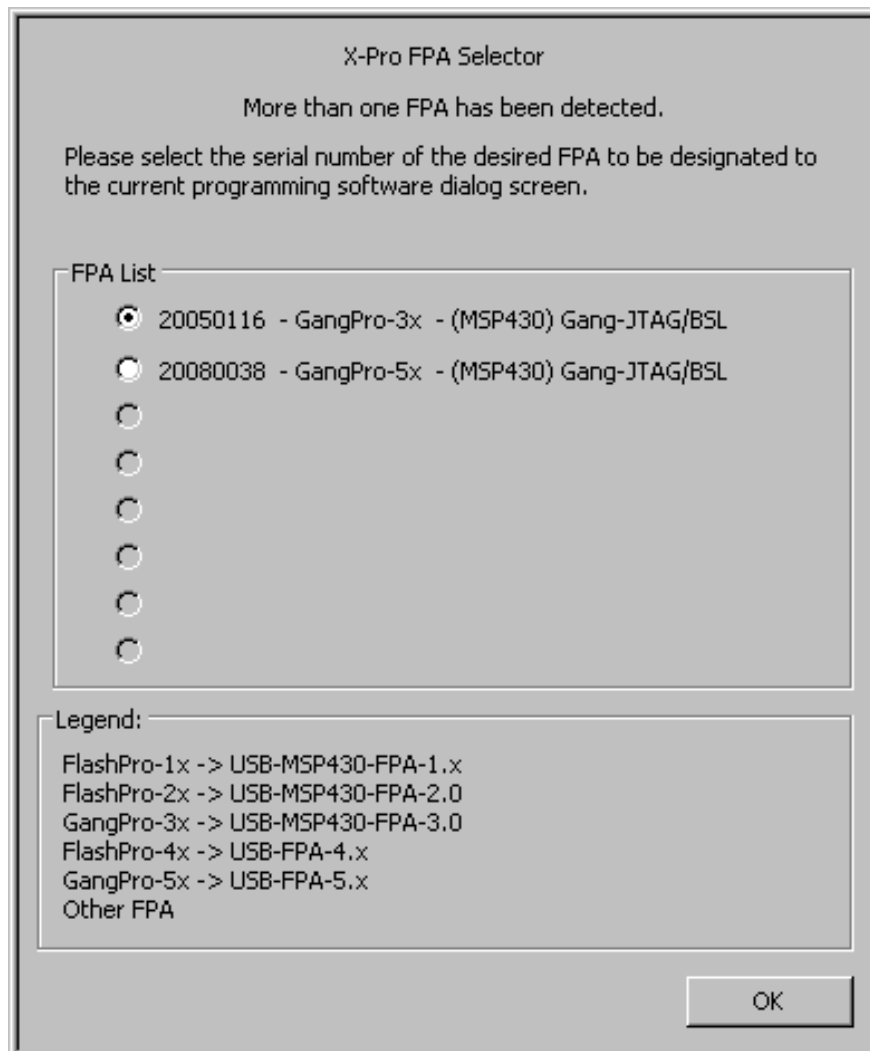 X-Pro FPA Selector
More than one FPA has been detected.
Please select the serial number of the desired FPA to be designated to
the current programming software dialog screen.
FPA List
20050116 - GangPro-3x - (MSP430) Gang-JTAG/BSL
20080038 - GangPro-5x - (MSP430) Gang-JTAG/BSL
Legend:
FlashPro-1x -> USB-MSP430-FPA-1.x
FlashPro-2x -> USB-MSP430-FPA-2.0
GangPro-3x -> USB-MSP430-FPA-3.0
FlashPro-4x -> USB-FPA-4.x
GangPro-5x -> USB-FPA-5.x
Other FPA
OK